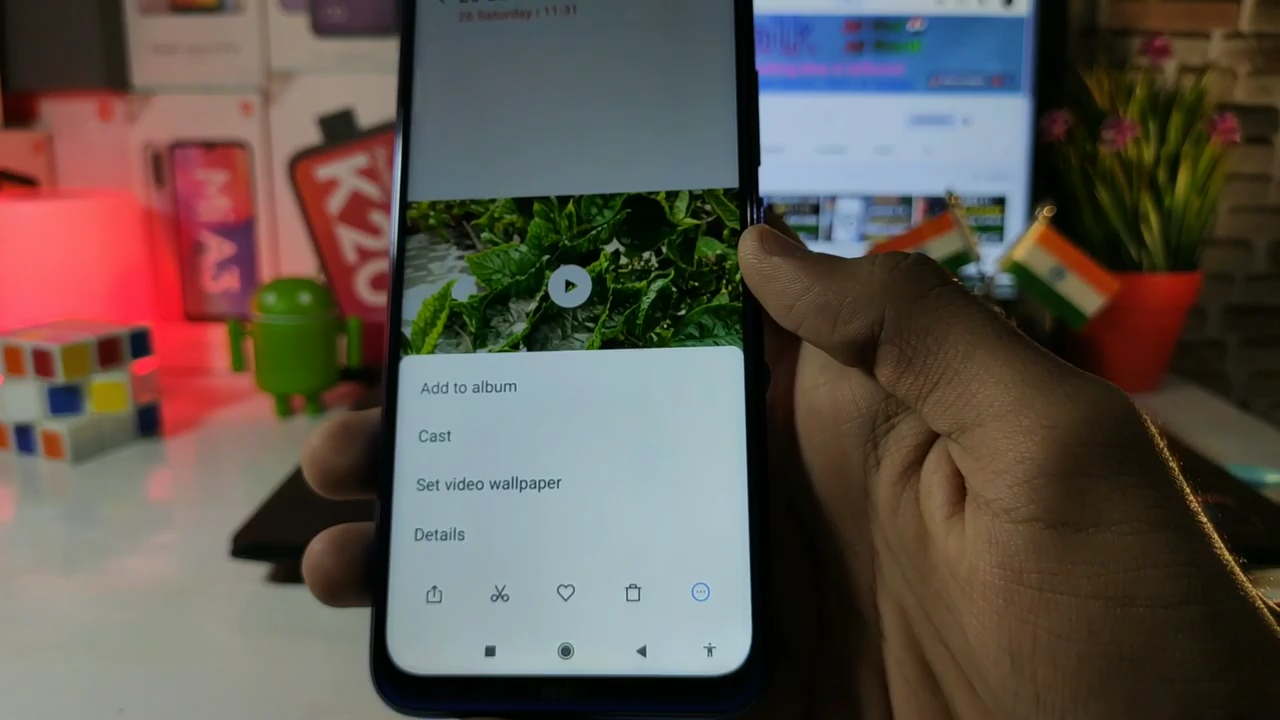 26 Saturday | 11:31
Add to album
Cast
Set video wallpaper
Details
Mi A3
K20